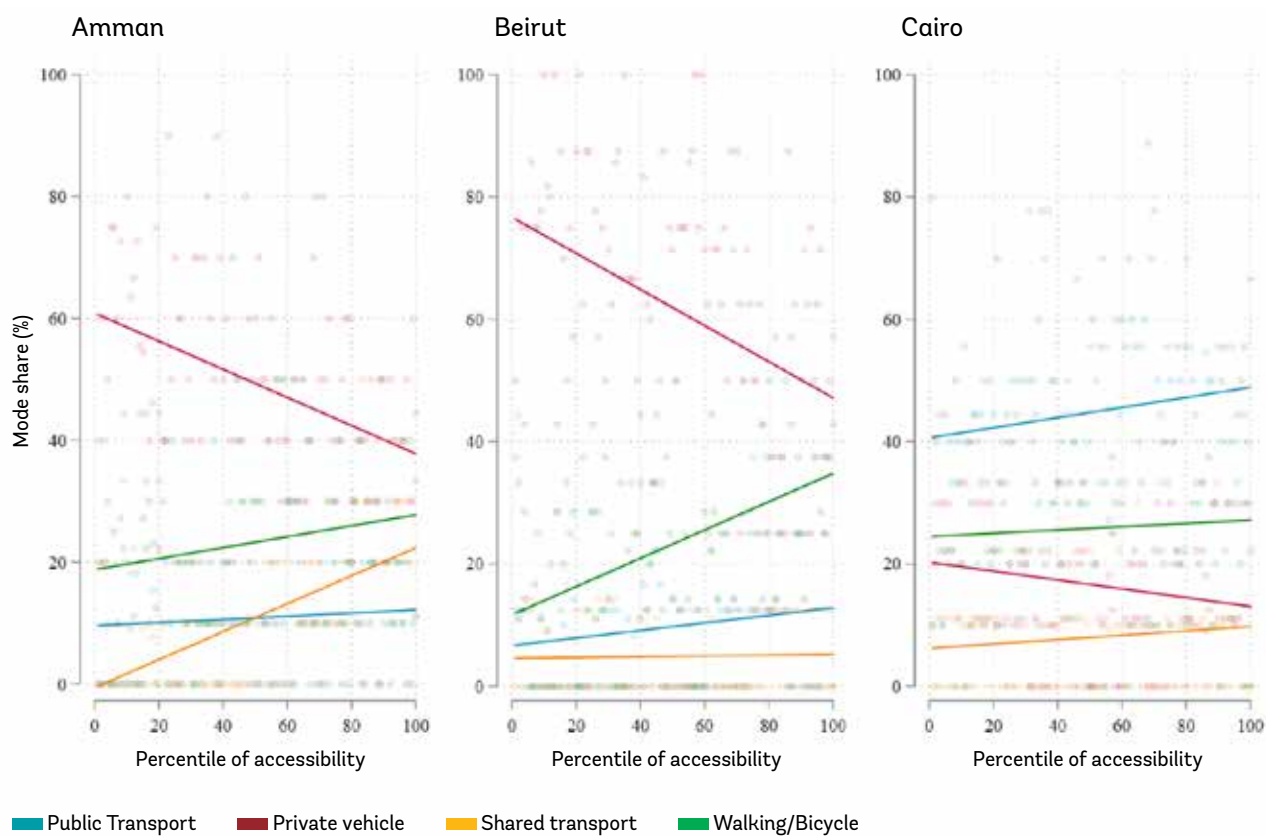 Amman Beirut Cairo
100 100 100
80 80 80
60 60 60
Mode share (%)
40 40 40
20 20 20
0 0 0
0 20 40 60 80 100 0 20 40 60 80 100 0 20 40 60 80 100
Percentile of accessibility Percentile of accessibility Percentile of accessibility
Public Transport Private vehicle Shared transport Walking/Bicycle